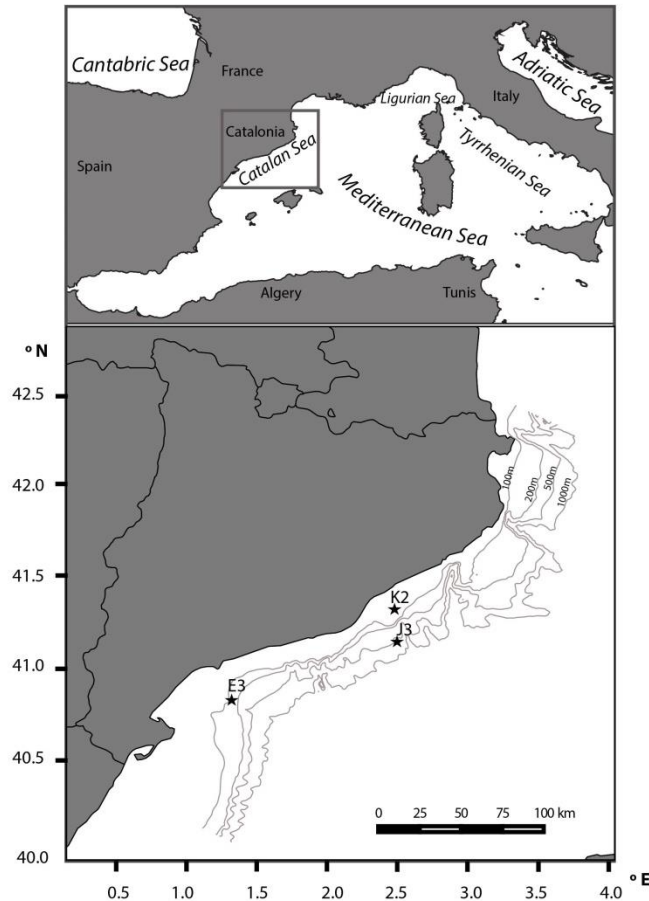 Cantabric Sea
France
Adriatic Sea
Ligurian Sea
Italy
Catalonia
Catalan Sea
Tyrrhenian Sea
Spain
Mediterranean Sea
Algery
Tunis
º N
42.5
42.0
41.5
41.0
40.5
40.0
100m
200m
500m
1000m
K2
J3
E3
0 25 50 75 100 km
0.5 1.0 1.5 2.0 2.5 3.0 3.5 4.0 º E